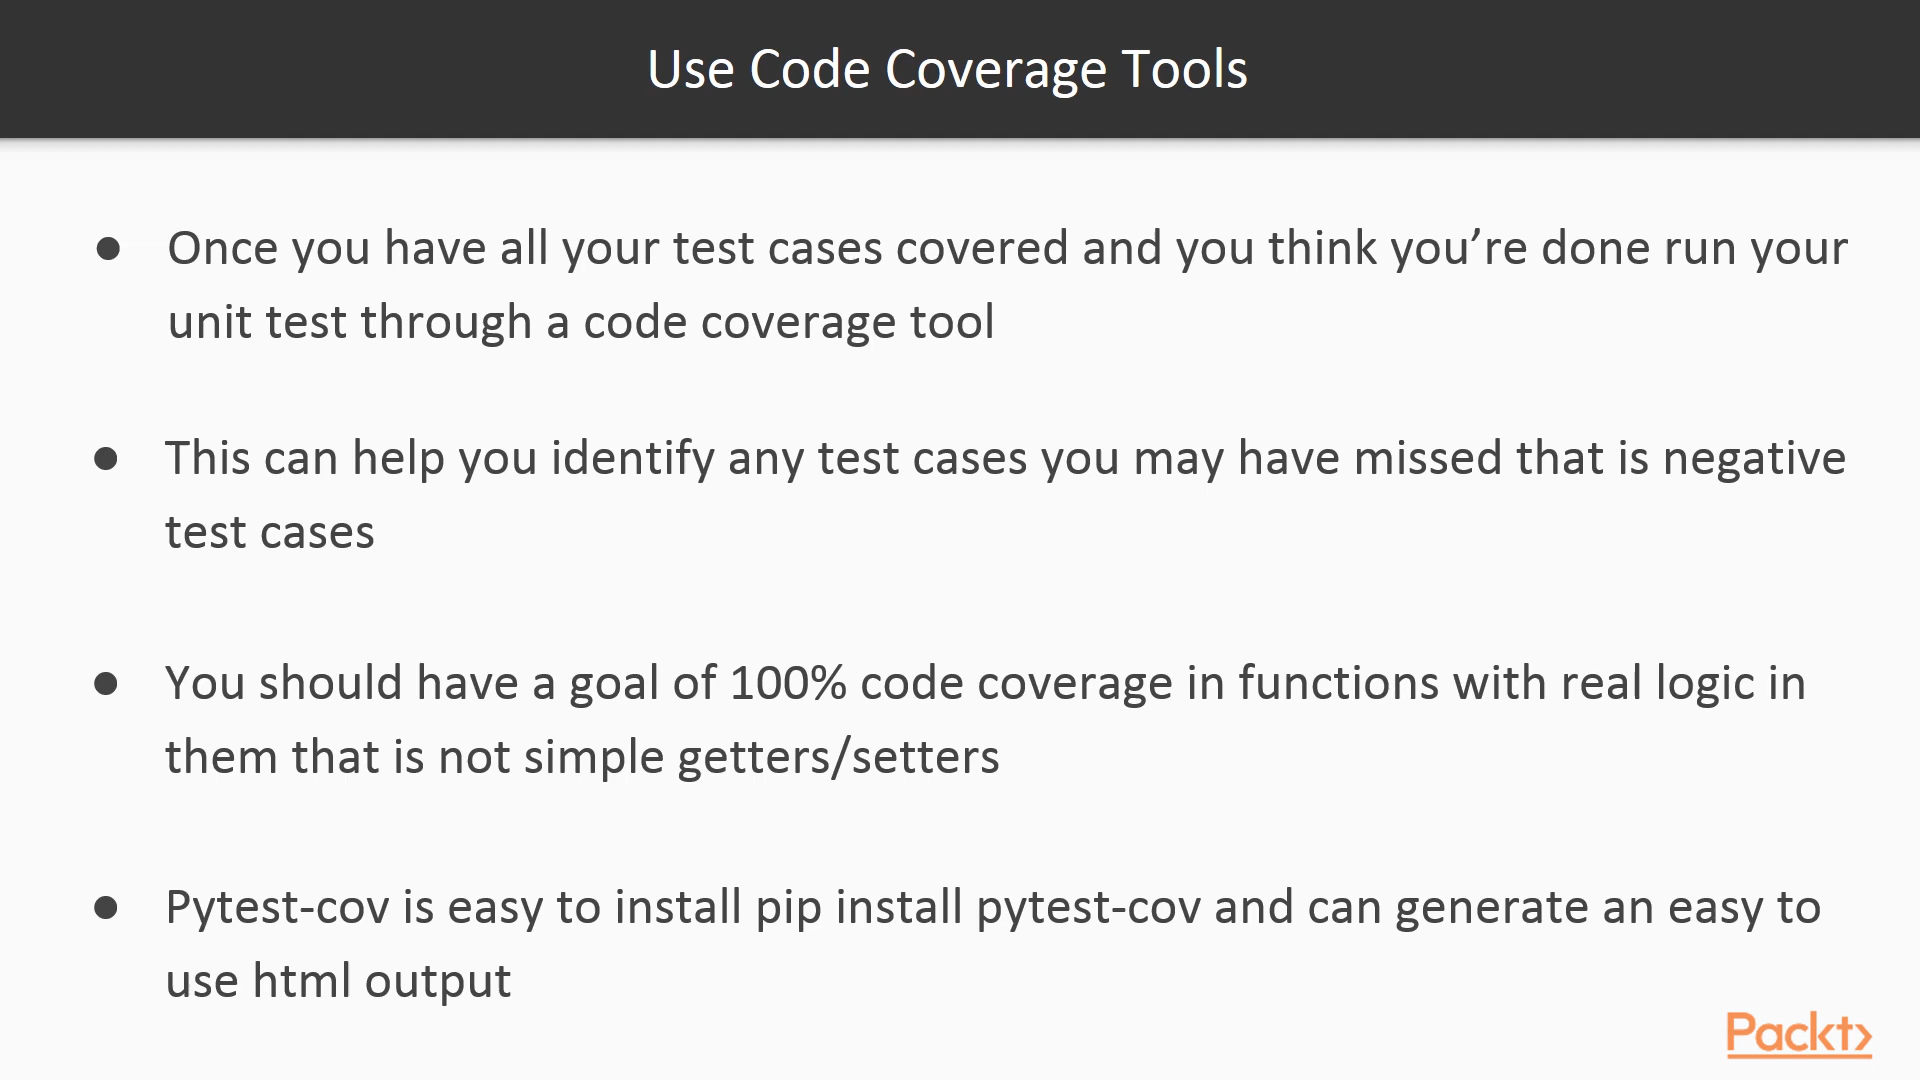 Use Code Coverage Tools
● Once you have all your test cases covered and you think you’re done run your
unit test through a code coverage tool
● This can help you identify any test cases you may have missed that is negative
test cases
● You should have a goal of 100% code coverage in functions with real logic in
them that is not simple getters/setters
● Pytest-cov is easy to install pip install pytest-cov and can generate an easy to
use html output
Packt>